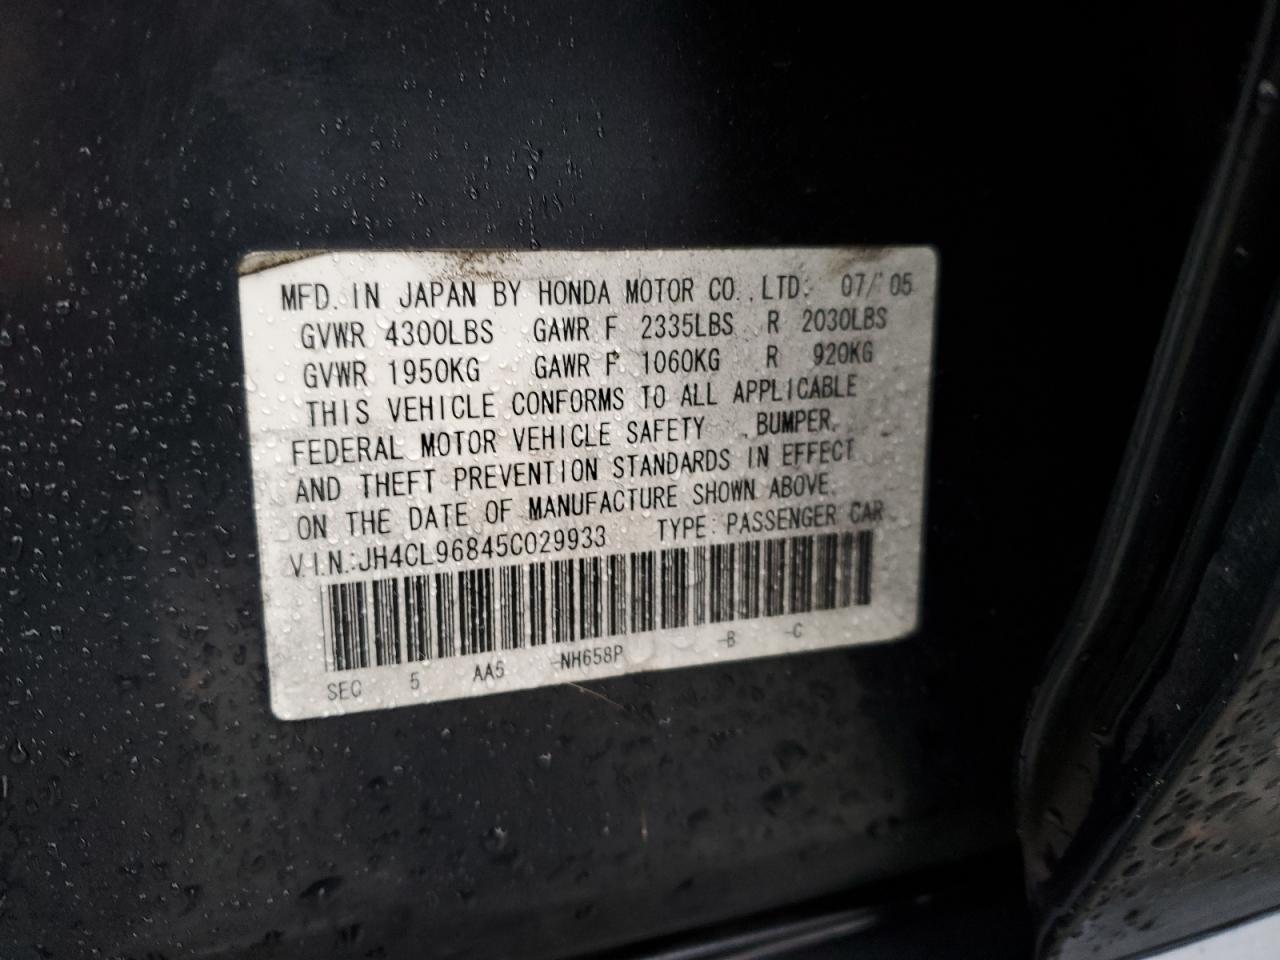 MFD. IN JAPAN BY HONDA MOTOR CO., LTD. 07/'05
GVWR 4300LBS GAWR F 2335LBS R 2030LBS
GVWR 1950KG GAWR F 1060KG R 920KG
THIS VEHICLE CONFORMS TO ALL APPLICABLE
FEDERAL MOTOR VEHICLE SAFETY , BUMPER,
AND THEFT PREVENTION STANDARDS IN EFFECT
ON THE DATE OF MANUFACTURE SHOWN ABOVE.
V.I.N.:JH4CL96845C029933 TYPE: PASSENGER CAR
SEC 5 AA5 -NH658P -B -C